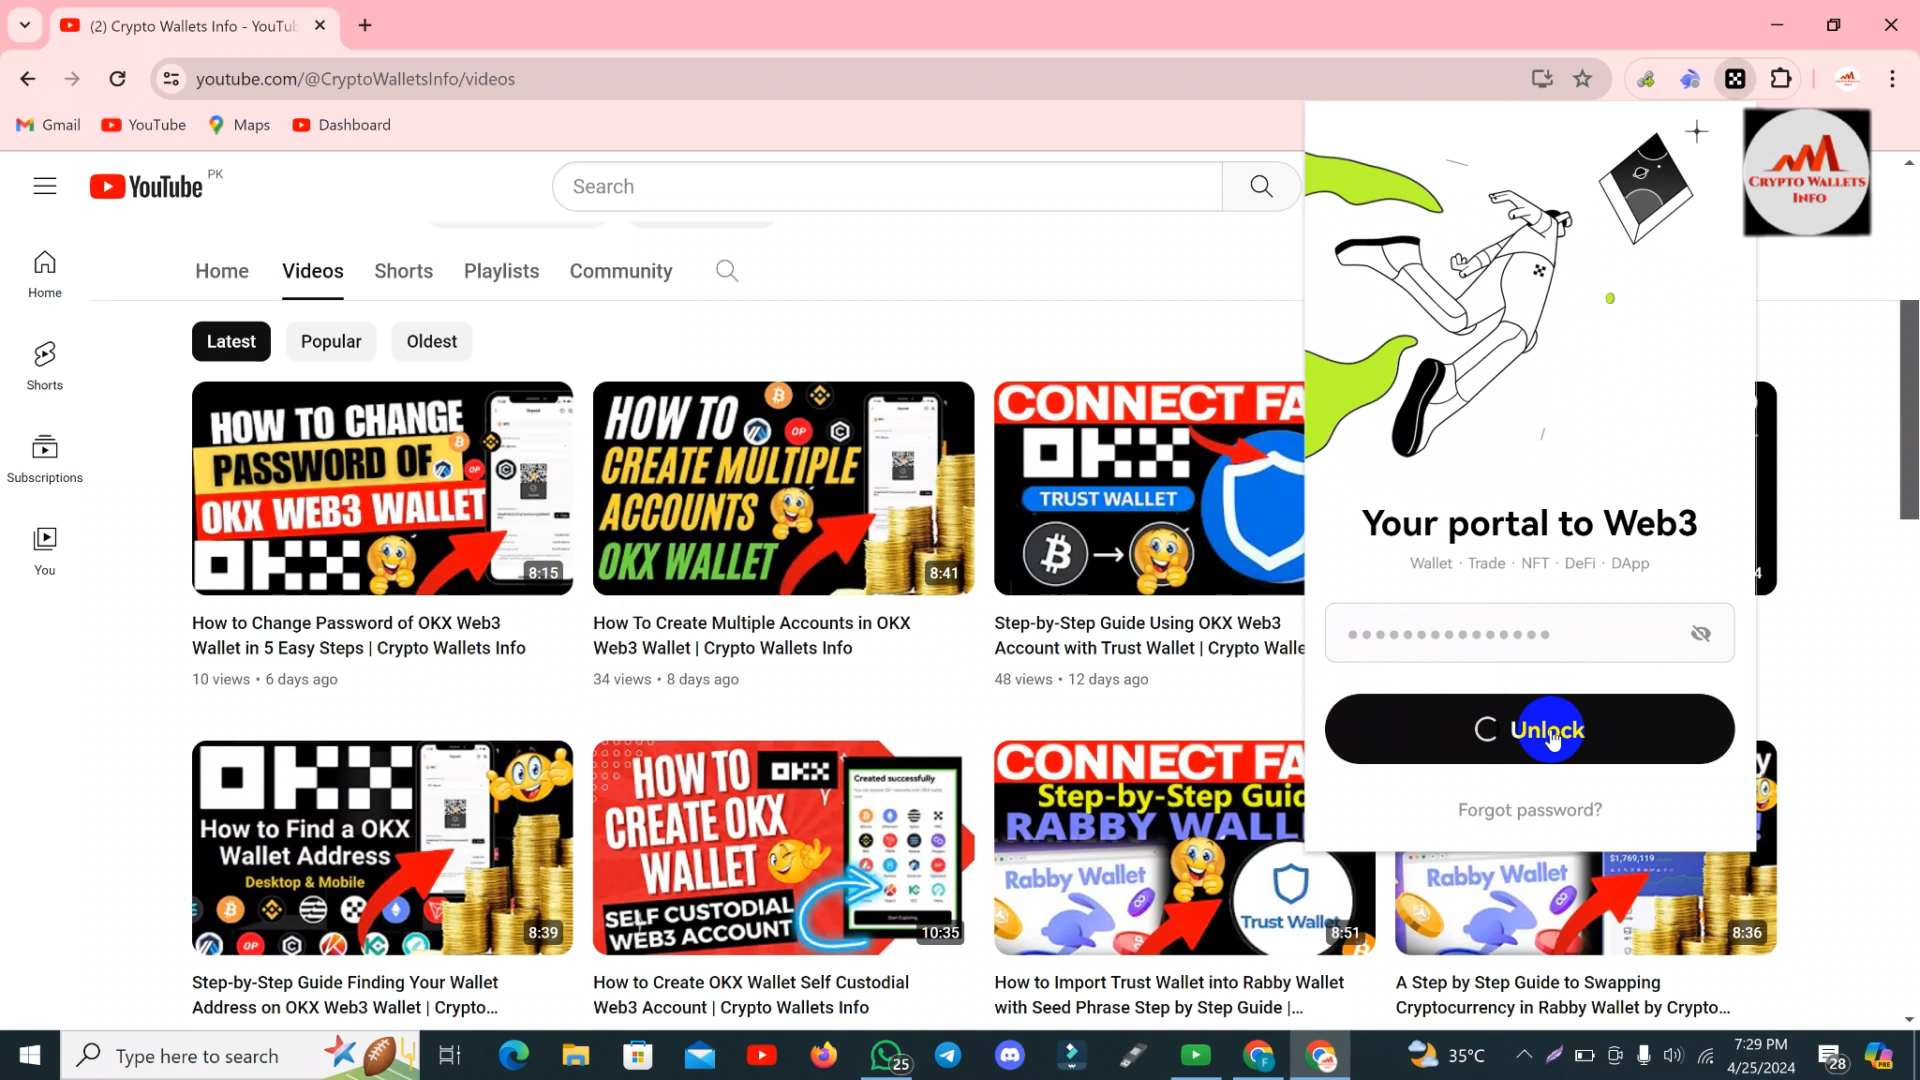 (2) Crypto Wallets Info - YouTu
youtube.com/@CryptoWalletsInfo/videos
Gmail
YouTube
Maps
Dashboard
YouTube PK
Search
CRYPTO WALLETS
INFO
Home
Videos
Shorts
Playlists
Community
Latest
Popular
Oldest
Home
Shorts
Subscriptions
You
HOW TO CHANGE
PASSWORD OF
OKX WEB3 WALLET
OKX
8:15
How to Change Password of OKX Web3
Wallet in 5 Easy Steps | Crypto Wallets Info
10 views • 6 days ago
HOW TO
CREATE MULTIPLE
ACCOUNTS
OKX WALLET
OP
8:41
How To Create Multiple Accounts in OKX
Web3 Wallet | Crypto Wallets Info
34 views • 8 days ago
CONNECT FA
OKX
TRUST WALLET
Step-by-Step Guide Using OKX Web3
Account with Trust Wallet | Crypto Walle
48 views • 12 days ago
4
Your portal to Web3
Wallet · Trade · NFT · DeFi · DApp
Unlock
Forgot password?
OKX
How to Find a OKX
Wallet Address
Desktop & Mobile
OP
8:39
Step-by-Step Guide Finding Your Wallet
Address on OKX Web3 Wallet | Crypto...
HOW TO
CREATE OKX
WALLET
SELF CUSTODIAL
WEB3 ACCOUNT
OKX
Created successfully
Start Exploring
10:35
How to Create OKX Wallet Self Custodial
Web3 Account | Crypto Wallets Info
CONNECT FA
Step-by-Step Guid
RABBY WALL
Rabby Wallet
Trust Wallet
8:51
How to Import Trust Wallet into Rabby Wallet
with Seed Phrase Step by Step Guide |...
y
Rabby Wallet
$1,769,119
8:36
A Step by Step Guide to Swapping
Cryptocurrency in Rabby Wallet by Crypto...
Type here to search
25
F
35°C
7:29 PM
4/25/2024
28
PRE